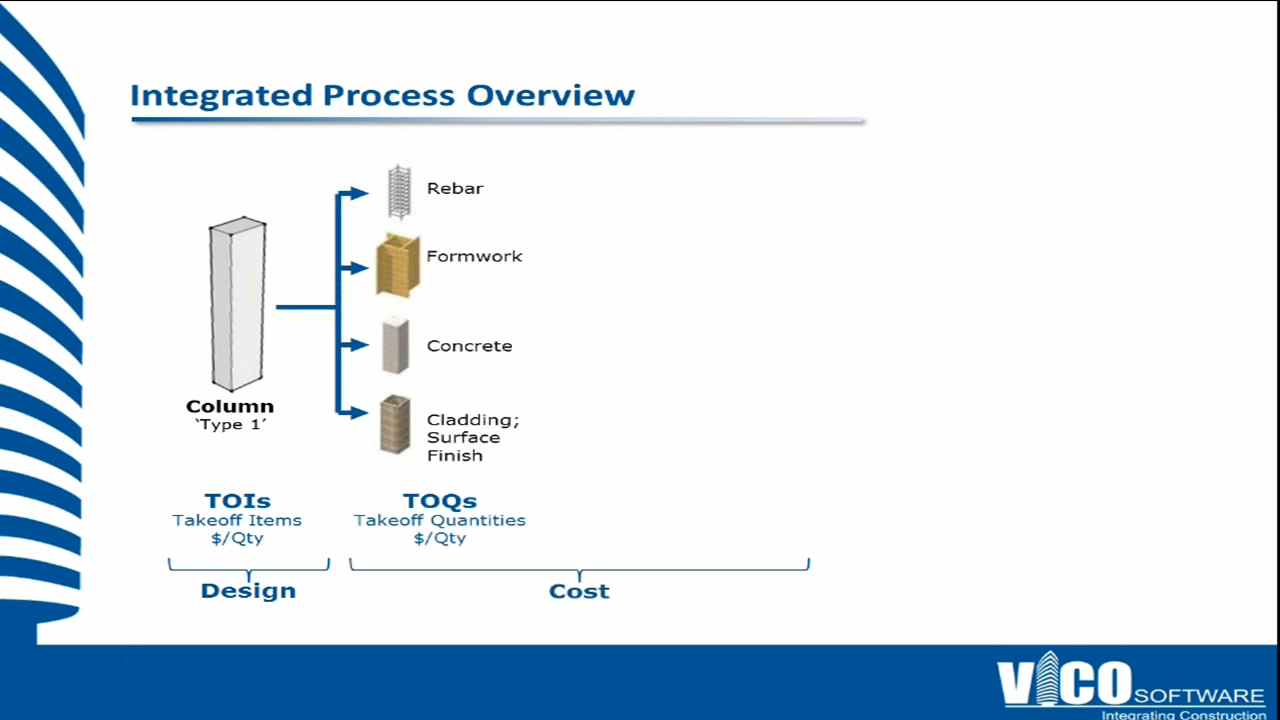 Integrated Process Overview
Rebar
Formwork
Concrete
Column
‘Type 1’
Cladding;
Surface
Finish
TOIs
Takeoff Items
$/Qty
TOQs
Takeoff Quantities
$/Qty
Design
Cost
VICO SOFTWARE
Integrating Construction